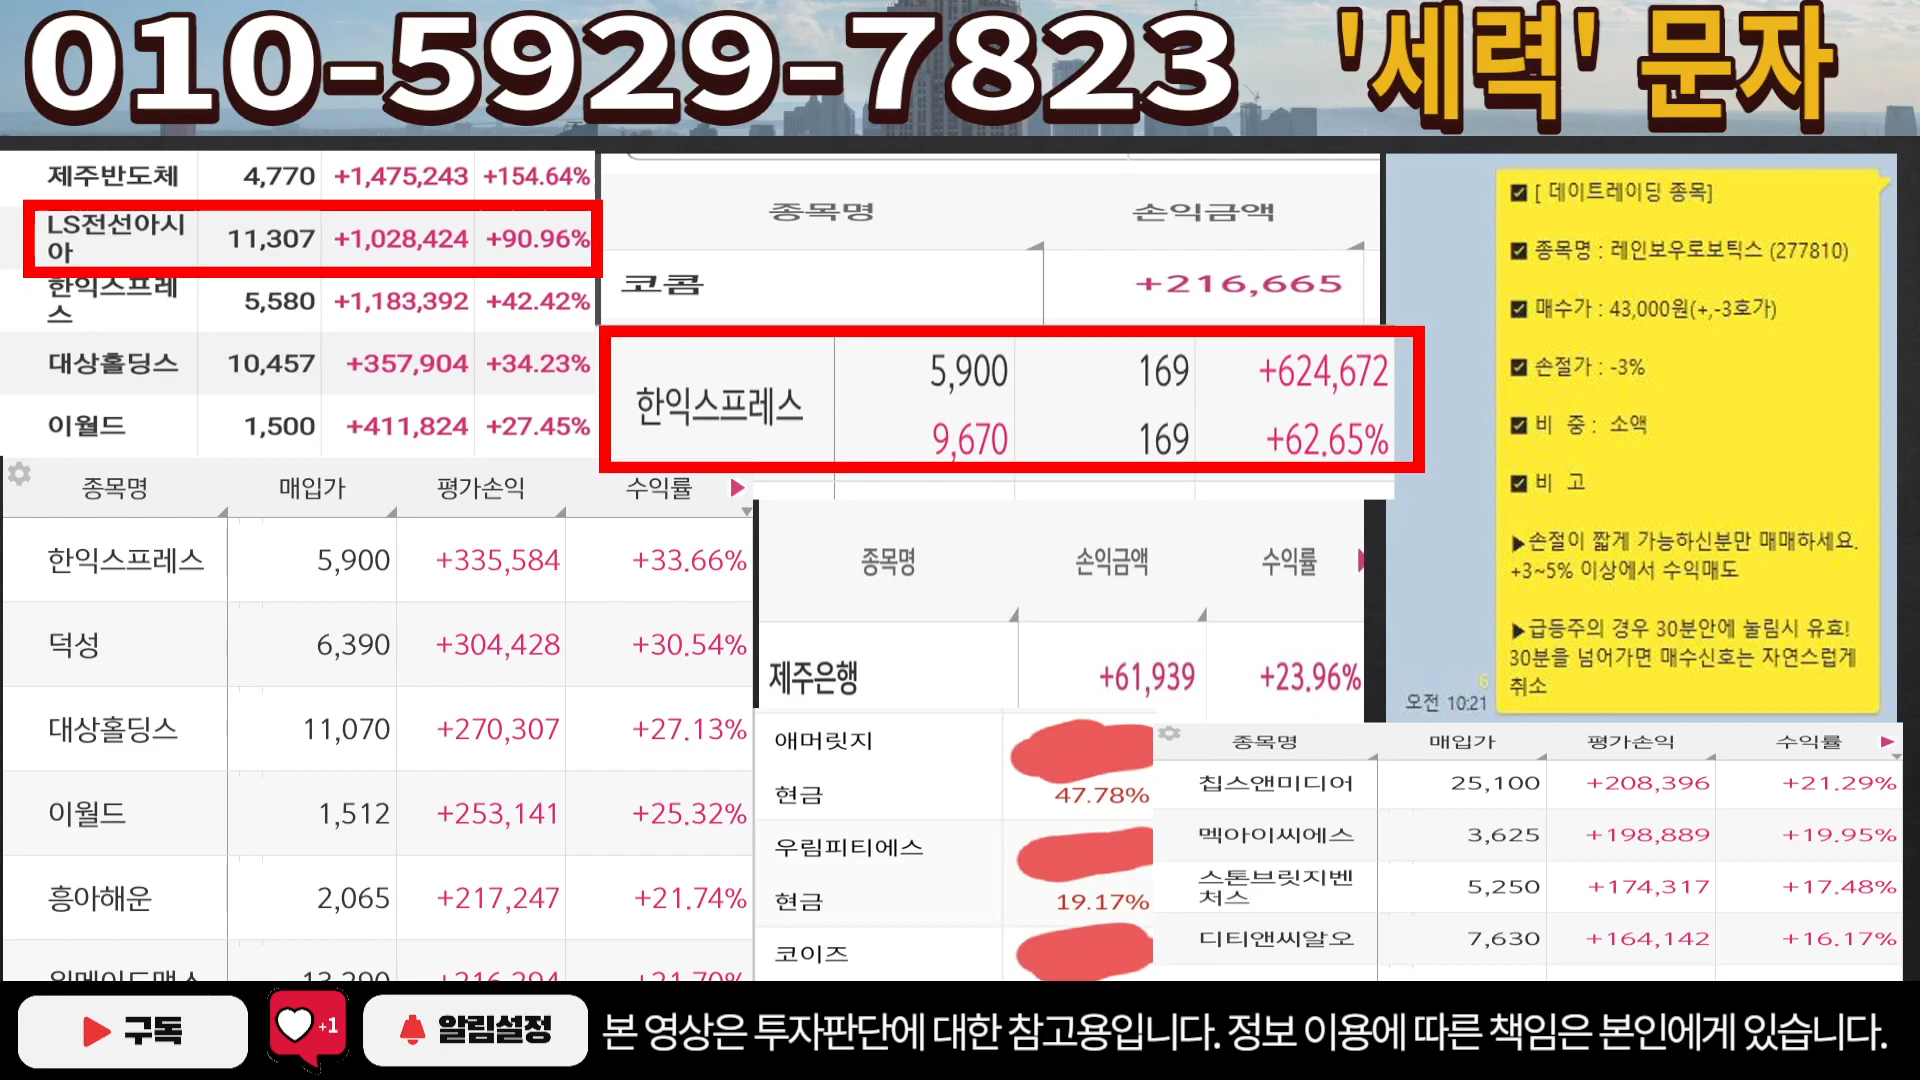 010-5929-7823 '세력' 문자
제주반도체 4,770 +1,475,243 +154.64%
LS전선아시
아 11,307 +1,028,424 +90.96%
한익스프레
스 5,580 +1,183,392 +42.42%
대상홀딩스 10,457 +357,904 +34.23%
이월드 1,500 +411,824 +27.45%
종목명 손익금액
코콤 +216,665
한익스프레스 5,900 169 +624,672
9,670 169 +62.65%
☑ [ 데이트레이딩 종목]
☑ 종목명 : 레인보우로보틱스 (277810)
☑ 매수가 : 43,000원(+,-3호가)
☑ 손절가 : -3%
☑ 비 중 : 소액
☑ 비 고
▶손절이 짧게 가능하신분만 매매하세요.
+3~5% 이상에서 수익매도
▶급등주의 경우 30분안에 눌림시 유효!
30분을 넘어가면 매수신호는 자연스럽게
취소
6
오전 10:21
종목명 매입가 평가손익 수익률
한익스프레스 5,900 +335,584 +33.66%
덕성 6,390 +304,428 +30.54%
대상홀딩스 11,070 +270,307 +27.13%
이월드 1,512 +253,141 +25.32%
흥아해운 2,065 +217,247 +21.74%
종목명 손익금액 수익률
제주은행 +61,939 +23.96%
애머릿지
현금 47.78%
우림피티에스
현금 19.17%
코이즈
종목명 매입가 평가손익 수익률
칩스앤미디어 25,100 +208,396 +21.29%
멕아이씨에스 3,625 +198,889 +19.95%
스톤브릿지벤
처스 5,250 +174,317 +17.48%
디티앤씨알오 7,630 +164,142 +16.17%
구독 +1 알림설정 본 영상은 투자판단에 대한 참고용입니다. 정보 이용에 따른 책임은 본인에게 있습니다.